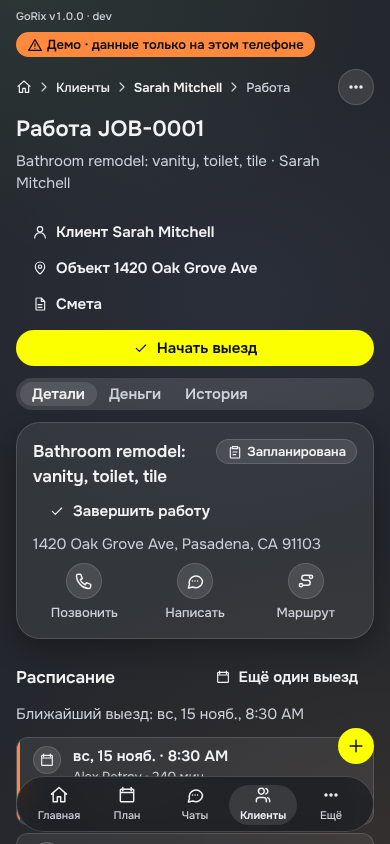 GoRix v1.0.0 · dev
Демо · данные только на этом телефоне
Клиенты
Sarah Mitchell
Работа
Работа JOB-0001
Bathroom remodel: vanity, toilet, tile · Sarah
Mitchell
Клиент Sarah Mitchell
Объект 1420 Oak Grove Ave
Смета
Начать выезд
Детали
Деньги
История
Bathroom remodel:
vanity, toilet, tile
Запланирована
Завершить работу
1420 Oak Grove Ave, Pasadena, CA 91103
Позвонить
Написать
Маршрут
Расписание
Ещё один выезд
Ближайший выезд: вс, 15 нояб., 8:30 AM
вс, 15 нояб. · 8:30 AM
Главная
План
Чаты
Клиенты
Ещё